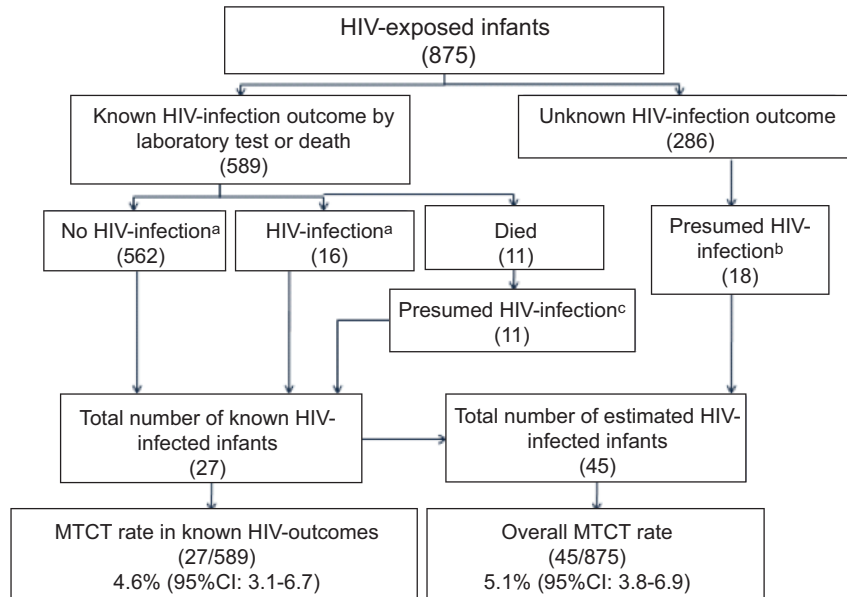 HIV-exposed infants
(875)
Known HIV-infection outcome by
laboratory test or death
(589)
Unknown HIV-infection outcome
(286)
No HIV-infectionᵃ
(562)
HIV-infectionᵃ
(16)
Died
(11)
Presumed HIV-
infectionᵇ
(18)
Presumed HIV-infectionᶜ
(11)
Total number of known HIV-
infected infants
(27)
Total number of estimated HIV-
infected infants
(45)
MTCT rate in known HIV-outcomes
(27/589)
4.6% (95%CI: 3.1-6.7)
Overall MTCT rate
(45/875)
5.1% (95%CI: 3.8-6.9)